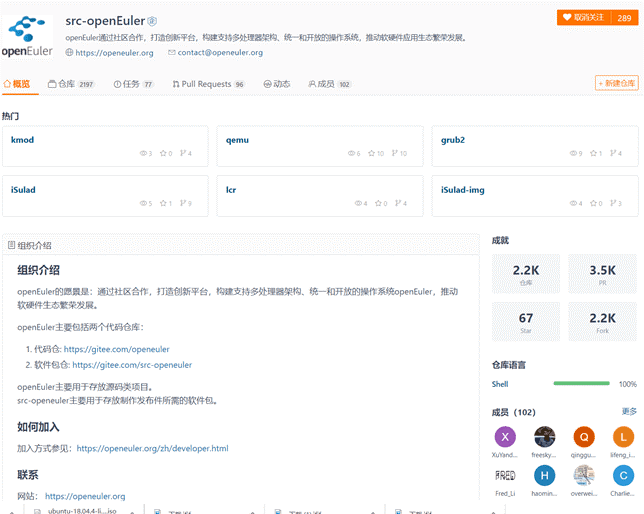 src-openEuler
取消关注 289
openEuler通过社区合作，打造创新平台，构建支持多处理器架构、统一和开放的操作系统，推动软硬件应用生态繁荣发展。
openEuler
https://openeuler.org contact@openeuler.org
概览 仓库 2197 任务 77 Pull Requests 96 动态 成员 102 + 新建仓库
热门
kmod qemu grub2
3 0 4 6 10 10 9 1 4
iSulad lcr iSulad-img
5 1 9 4 0 4 4 0 3
组织介绍
组织介绍
openEuler的愿景是：通过社区合作，打造创新平台，构建支持多处理器架构、统一和开放的操作系统openEuler，推动
软硬件生态繁荣发展。
openEuler主要包括两个代码仓库：
1. 代码仓: https://gitee.com/openeuler
2. 软件包仓: https://gitee.com/src-openeuler
openEuler主要用于存放源码类项目。
src-openeuler主要用于存放制作发布件所需的软件包。
如何加入
加入方式参见：https://openeuler.org/zh/developer.html
联系
网站： https://openeuler.org
成就
2.2K 3.5K
仓库 PR
67 2.2K
Star Fork
仓库语言
Shell 100%
成员（102） 更多
X Q L
XuYand... freesky... qinggu... lifeng_i...
FRED H C
Fred_Li haomin... overwei... Charlie...
ubuntu-18.04.4-li....iso